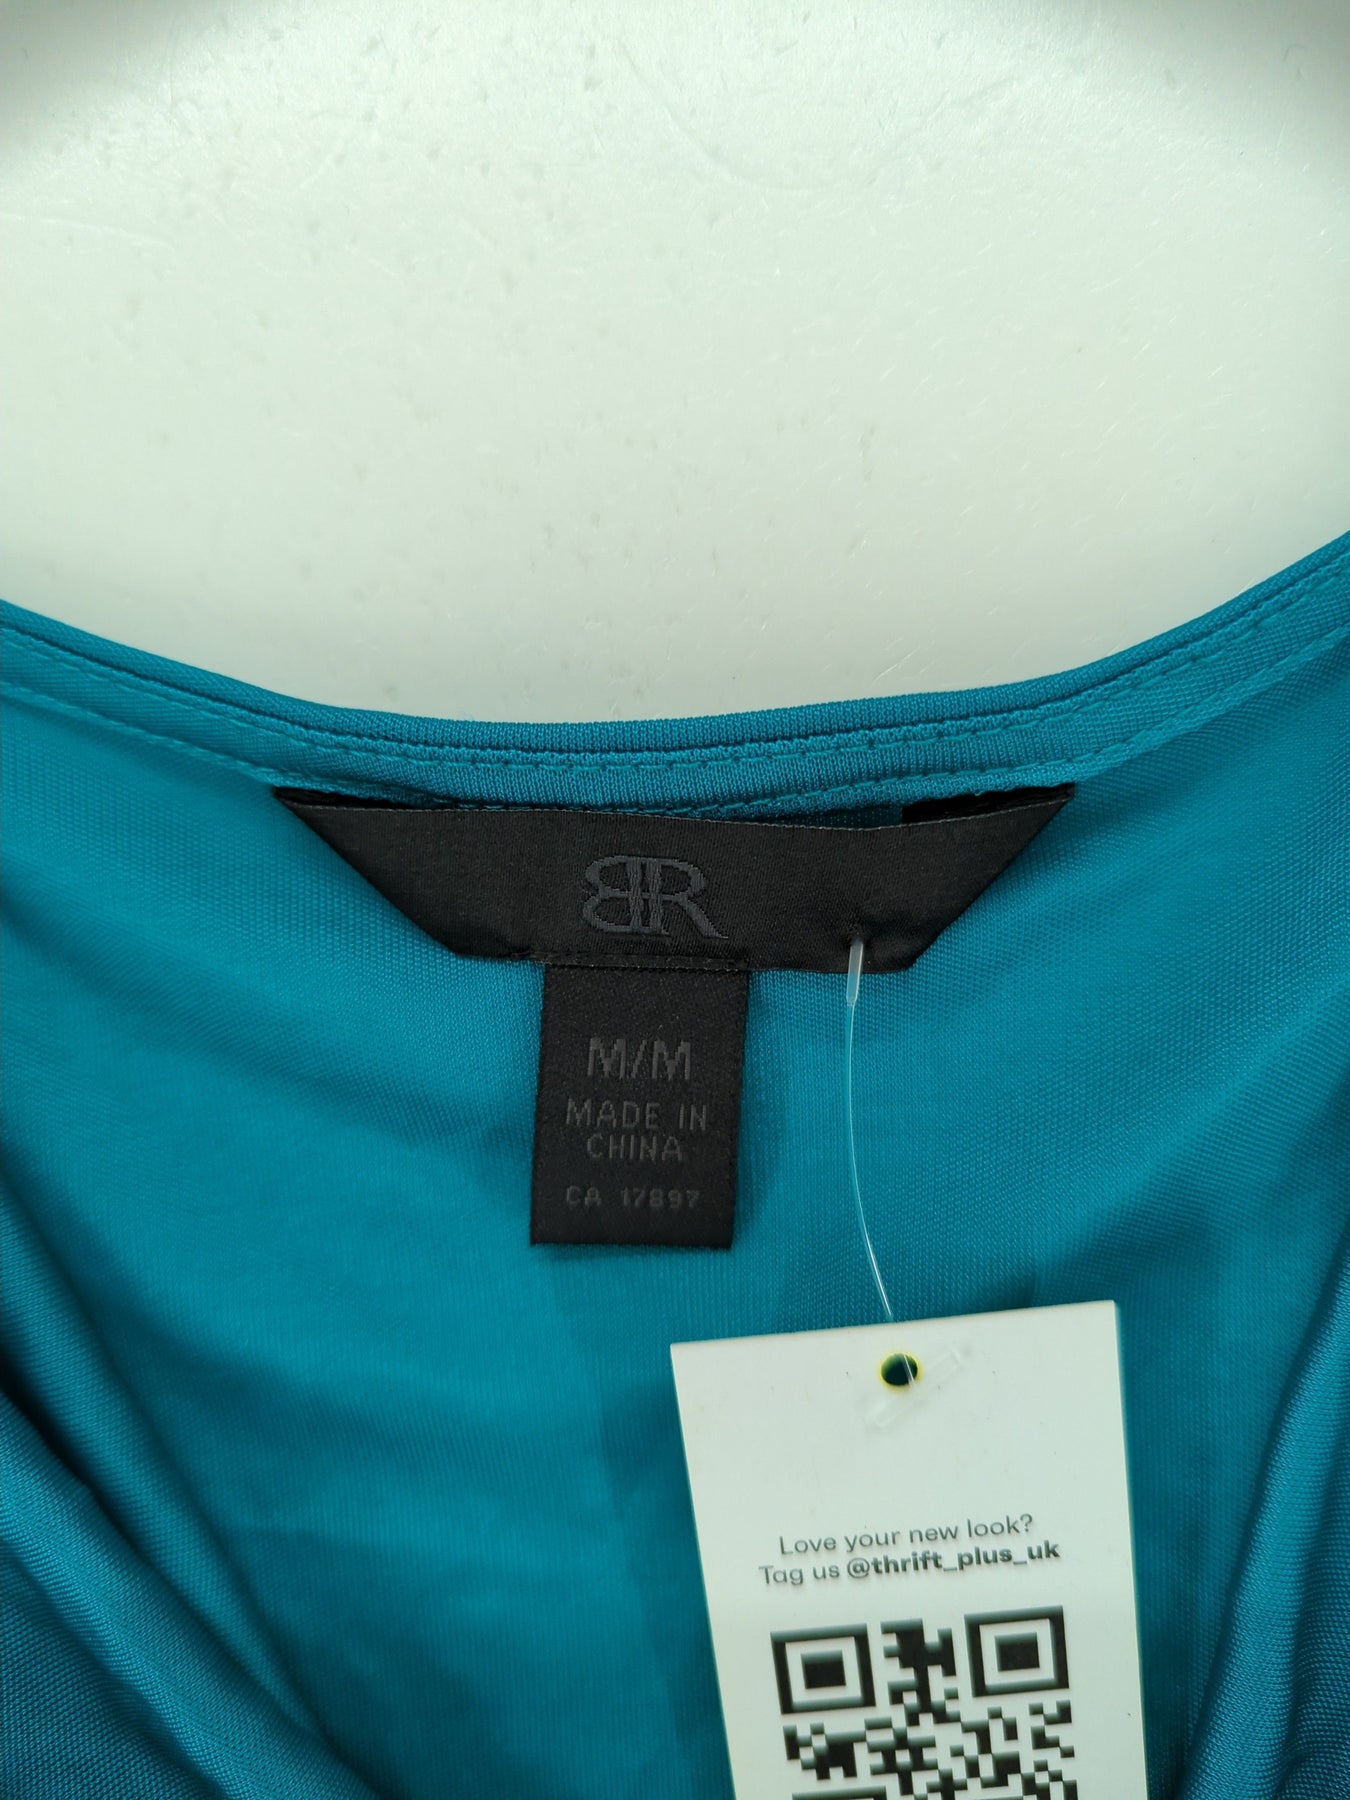 BR
M/M
MADE IN
CHINA
CA 17897
Love your new look?
Tag us @thrift_plus_uk